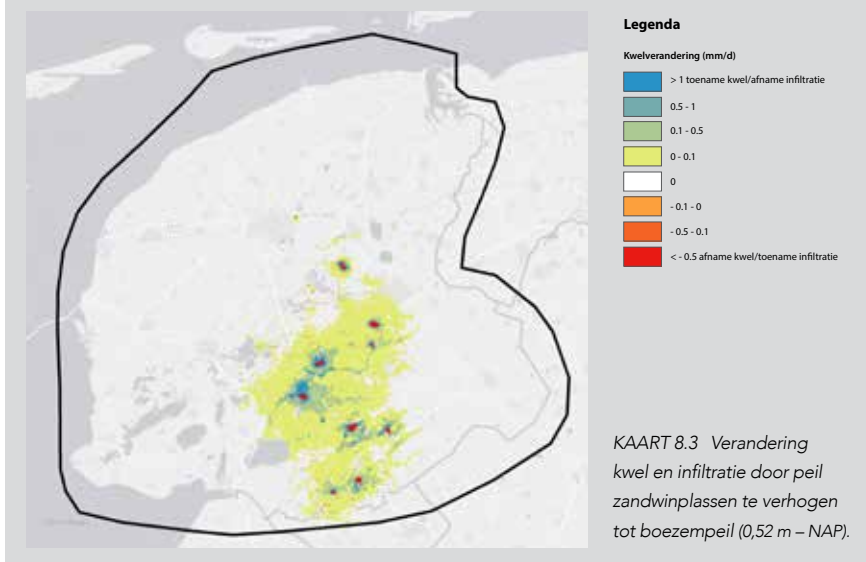 Legenda
Kwelverandering (mm/d)
> 1 toename kwel/afname infiltratie
0.5 - 1
0.1 - 0.5
0 - 0.1
0
- 0.1 - 0
- 0.5 - 0.1
< - 0.5 afname kwel/toename infiltratie
KAART 8.3 Verandering
kwel en infiltratie door peil
zandwinplassen te verhogen
tot boezempeil (0,52 m – NAP).